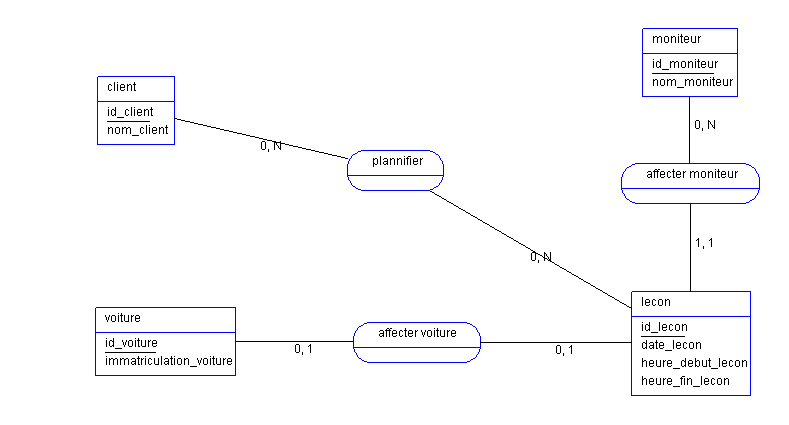 moniteur
id_moniteur
nom_moniteur
client
id_client
nom_client
0, N
0, N
plannifier
affecter moniteur
1, 1
0, N
lecon
id_lecon
date_lecon
heure_debut_lecon
heure_fin_lecon
voiture
id_voiture
immatriculation_voiture
affecter voiture
0, 1
0, 1